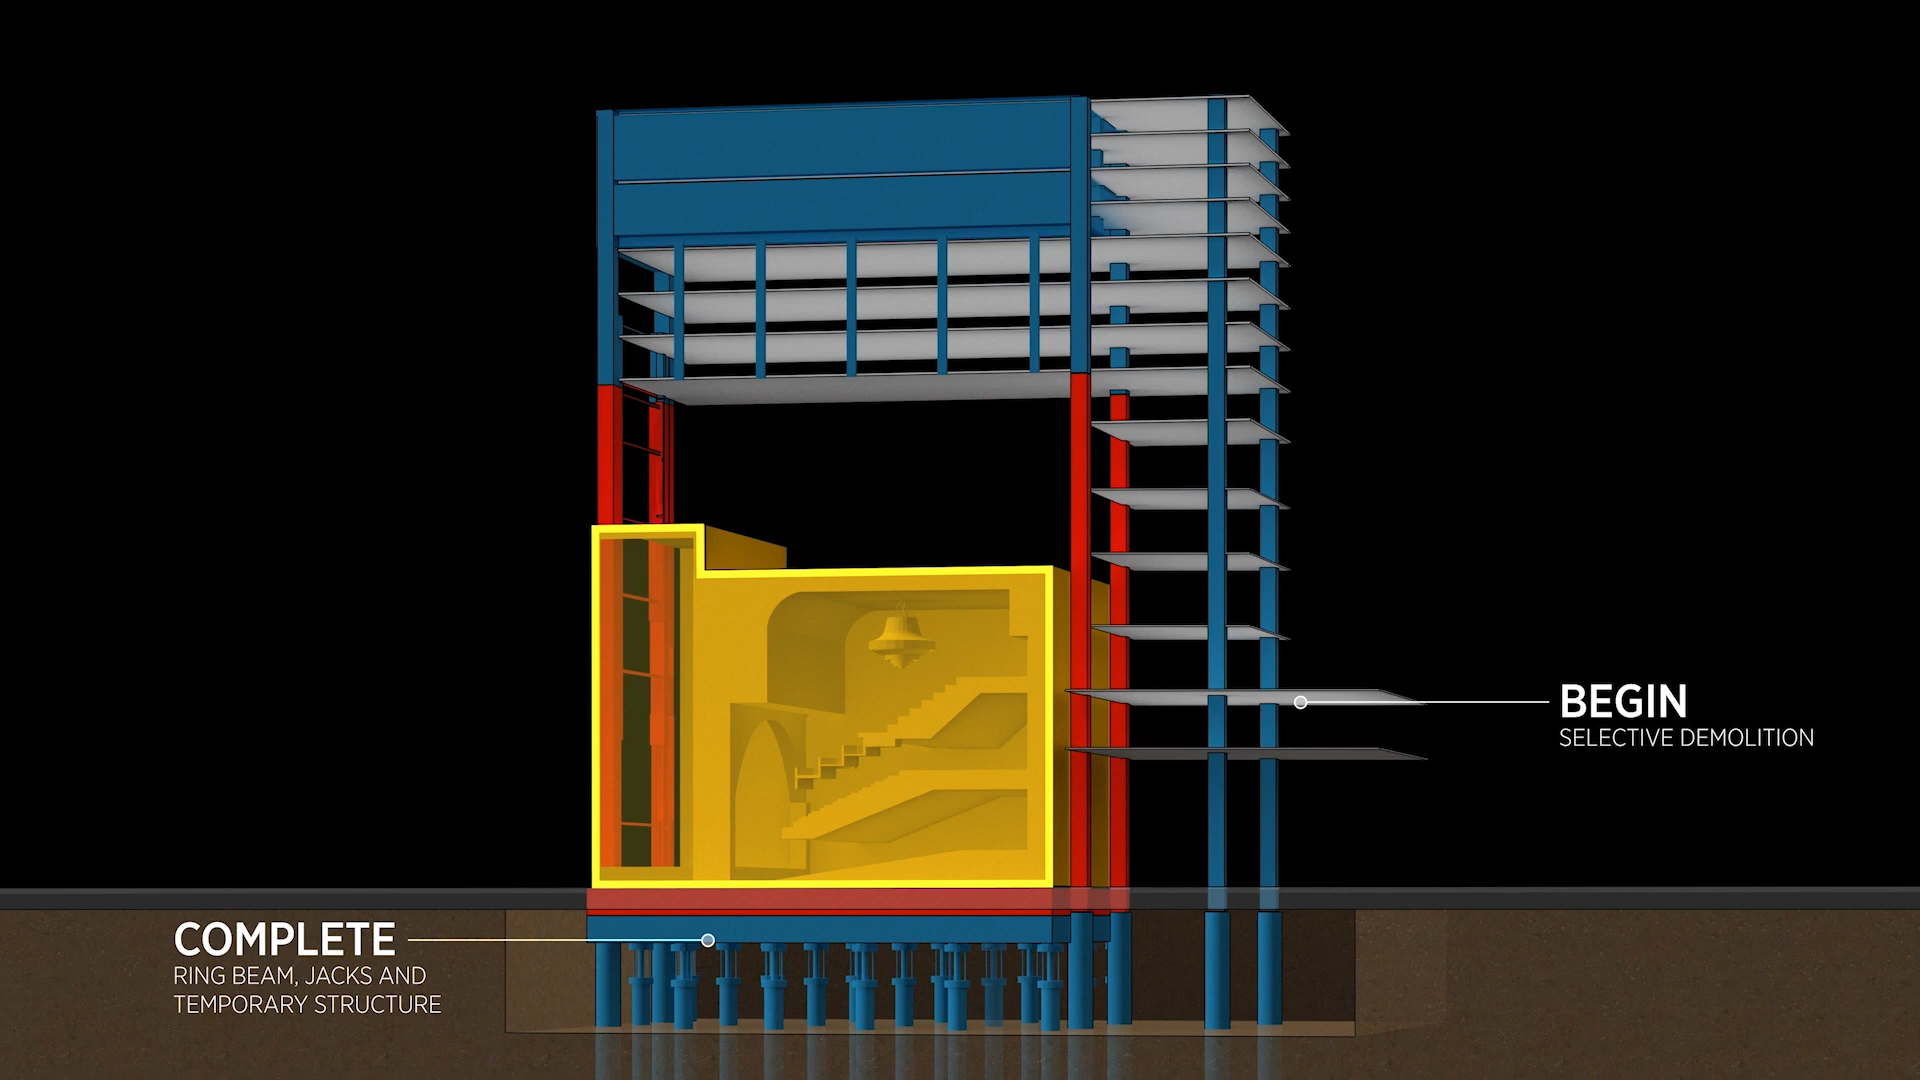 BEGIN
SELECTIVE DEMOLITION
COMPLETE
RING BEAM, JACKS AND
TEMPORARY STRUCTURE